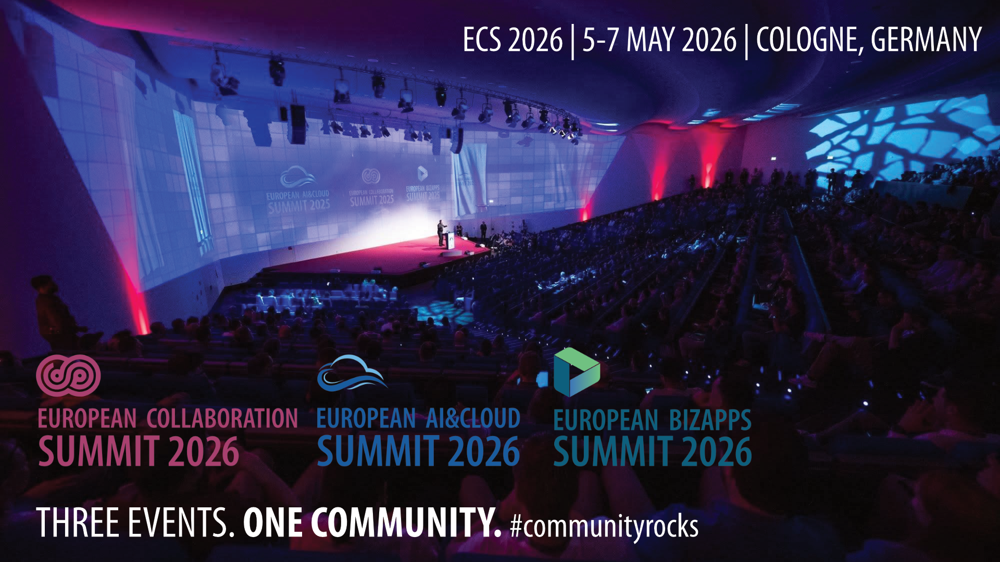 ECS 2026 | 5-7 MAY 2026 | COLOGNE, GERMANY
EUROPEAN AI&CLOUD
SUMMIT 2025
EUROPEAN COLLABORATION
SUMMIT 2025
EUROPEAN BIZAPPS
SUMMIT 2025
EUROPEAN COLLABORATION
SUMMIT 2026
EUROPEAN AI&CLOUD
SUMMIT 2026
EUROPEAN BIZAPPS
SUMMIT 2026
THREE EVENTS. ONE COMMUNITY. #communityrocks